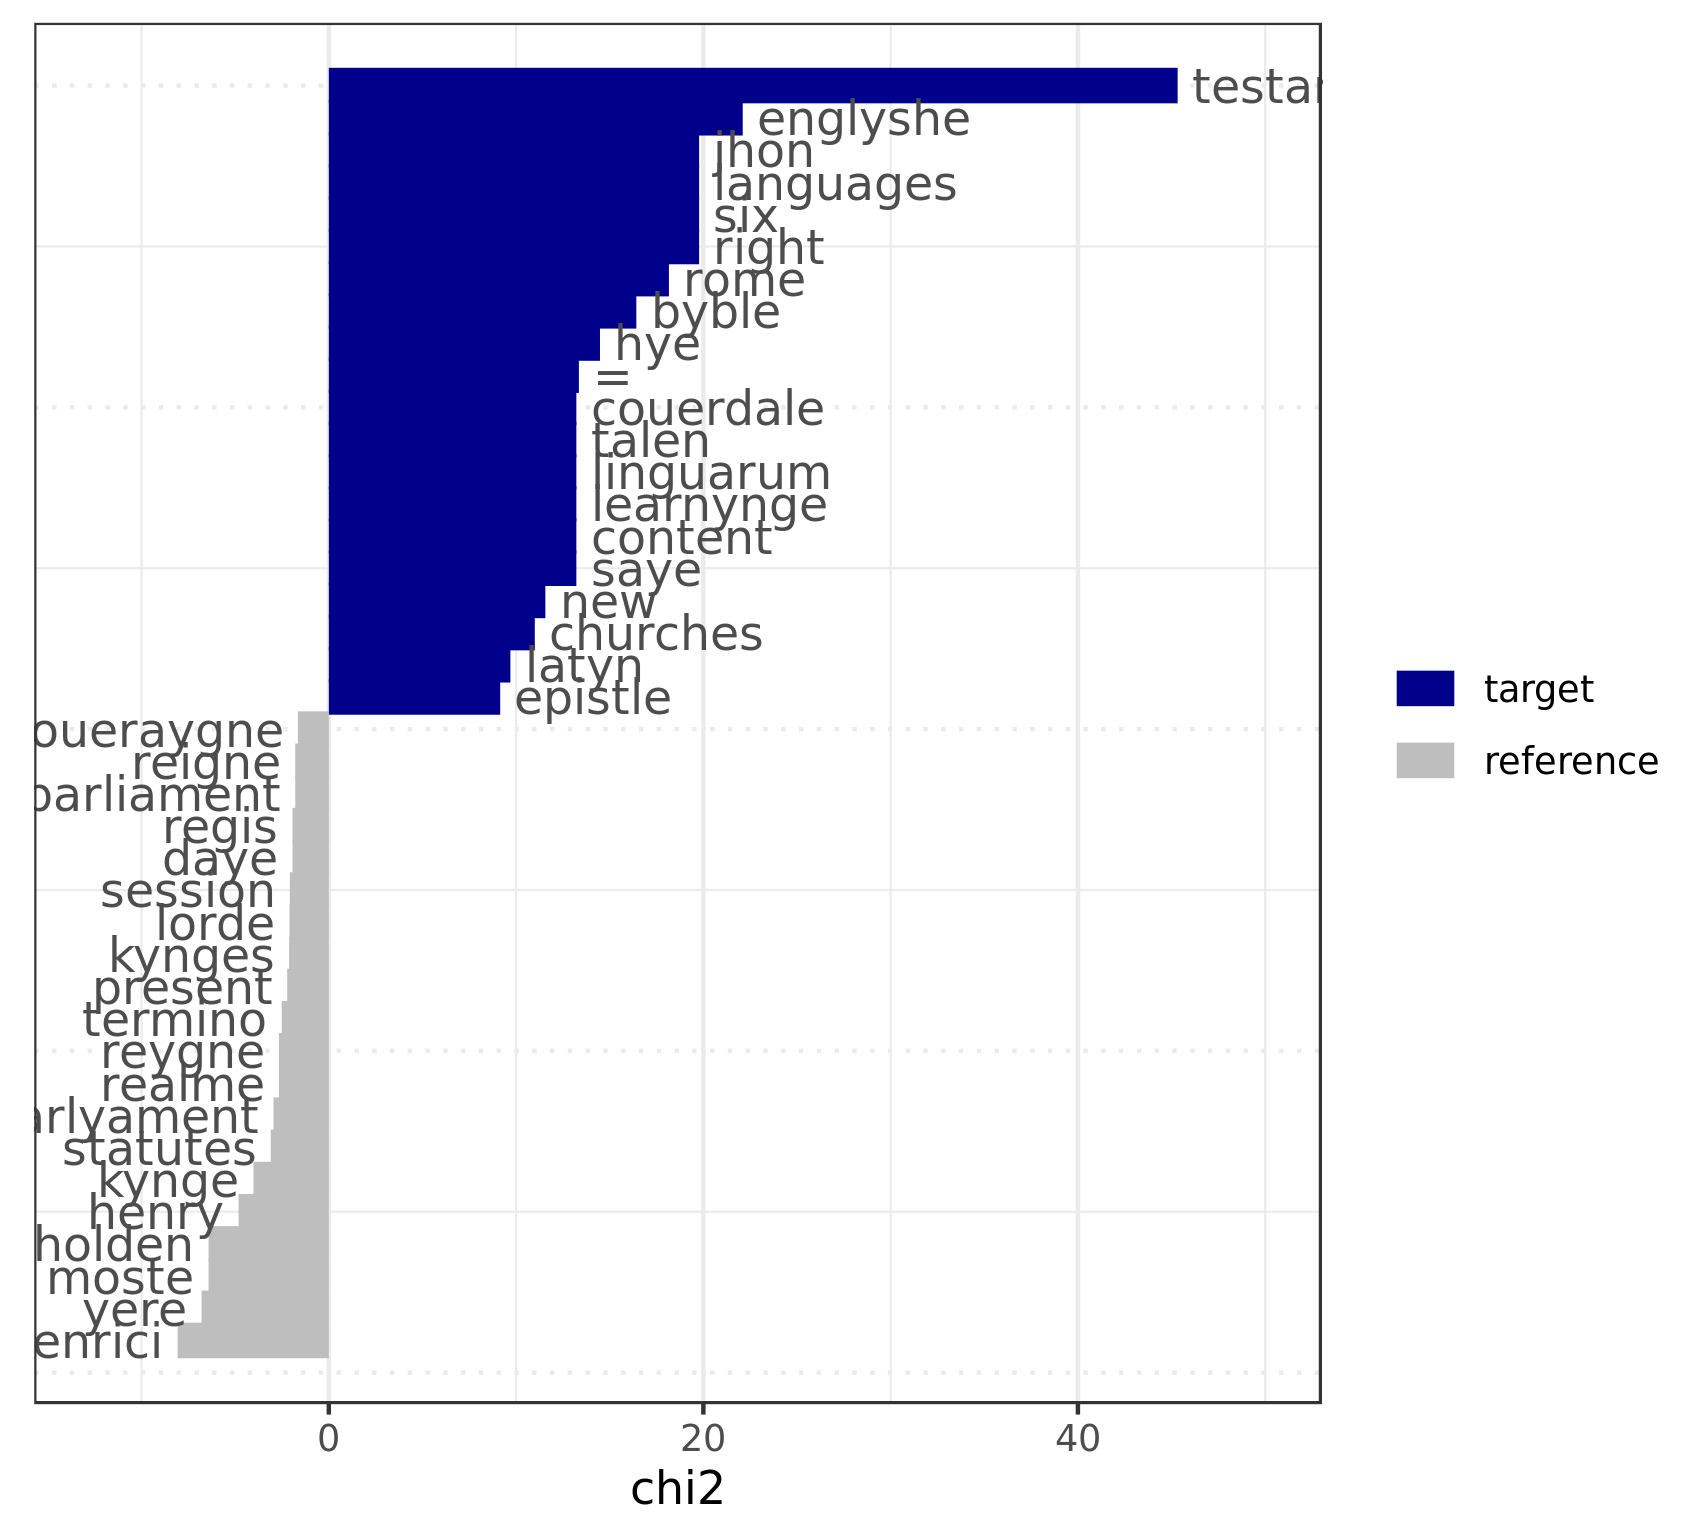 testar
englyshe
jhon
languages
six
right
rome
byble
hye
=
couerdale
talen
linguarum
learnynge
content
saye
new
churches
latyn
epistle
oueraygne
reigne
parliament
regis
daye
session
lorde
kynges
present
termino
reygne
realme
arlyament
statutes
kynge
henry
holden
moste
yere
enrici
target
reference
0 20 40
chi2